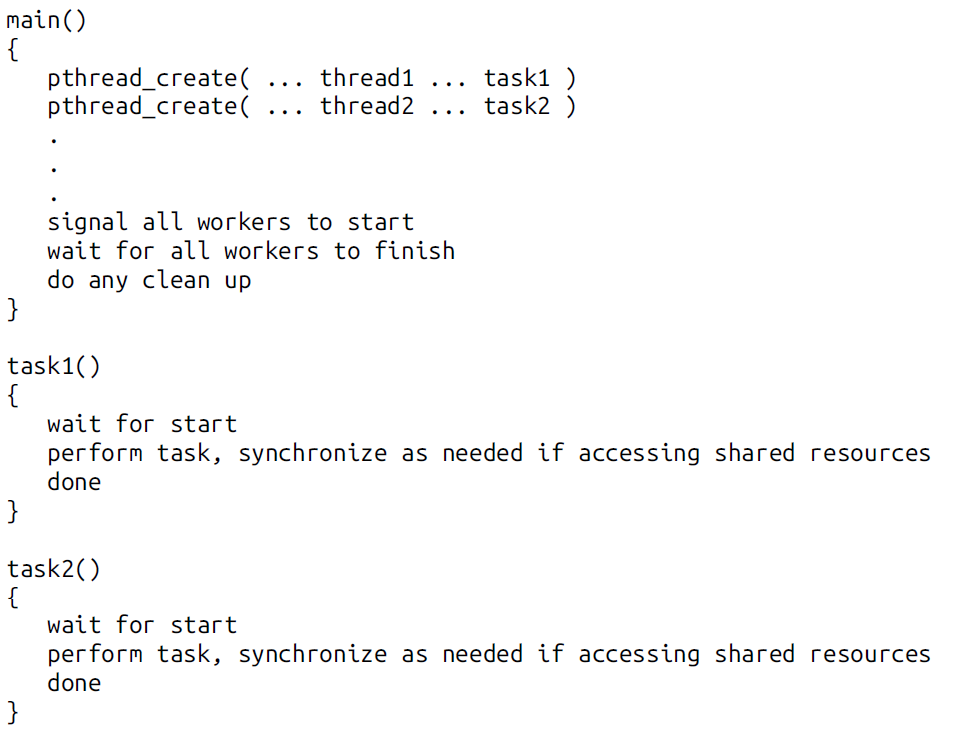 main()
{
   pthread_create( ... thread1 ... task1 )
   pthread_create( ... thread2 ... task2 )
   .
   .
   .
   signal all workers to start
   wait for all workers to finish
   do any clean up
}

task1()
{
   wait for start
   perform task, synchronize as needed if accessing shared resources
   done
}

task2()
{
   wait for start
   perform task, synchronize as needed if accessing shared resources
   done
}